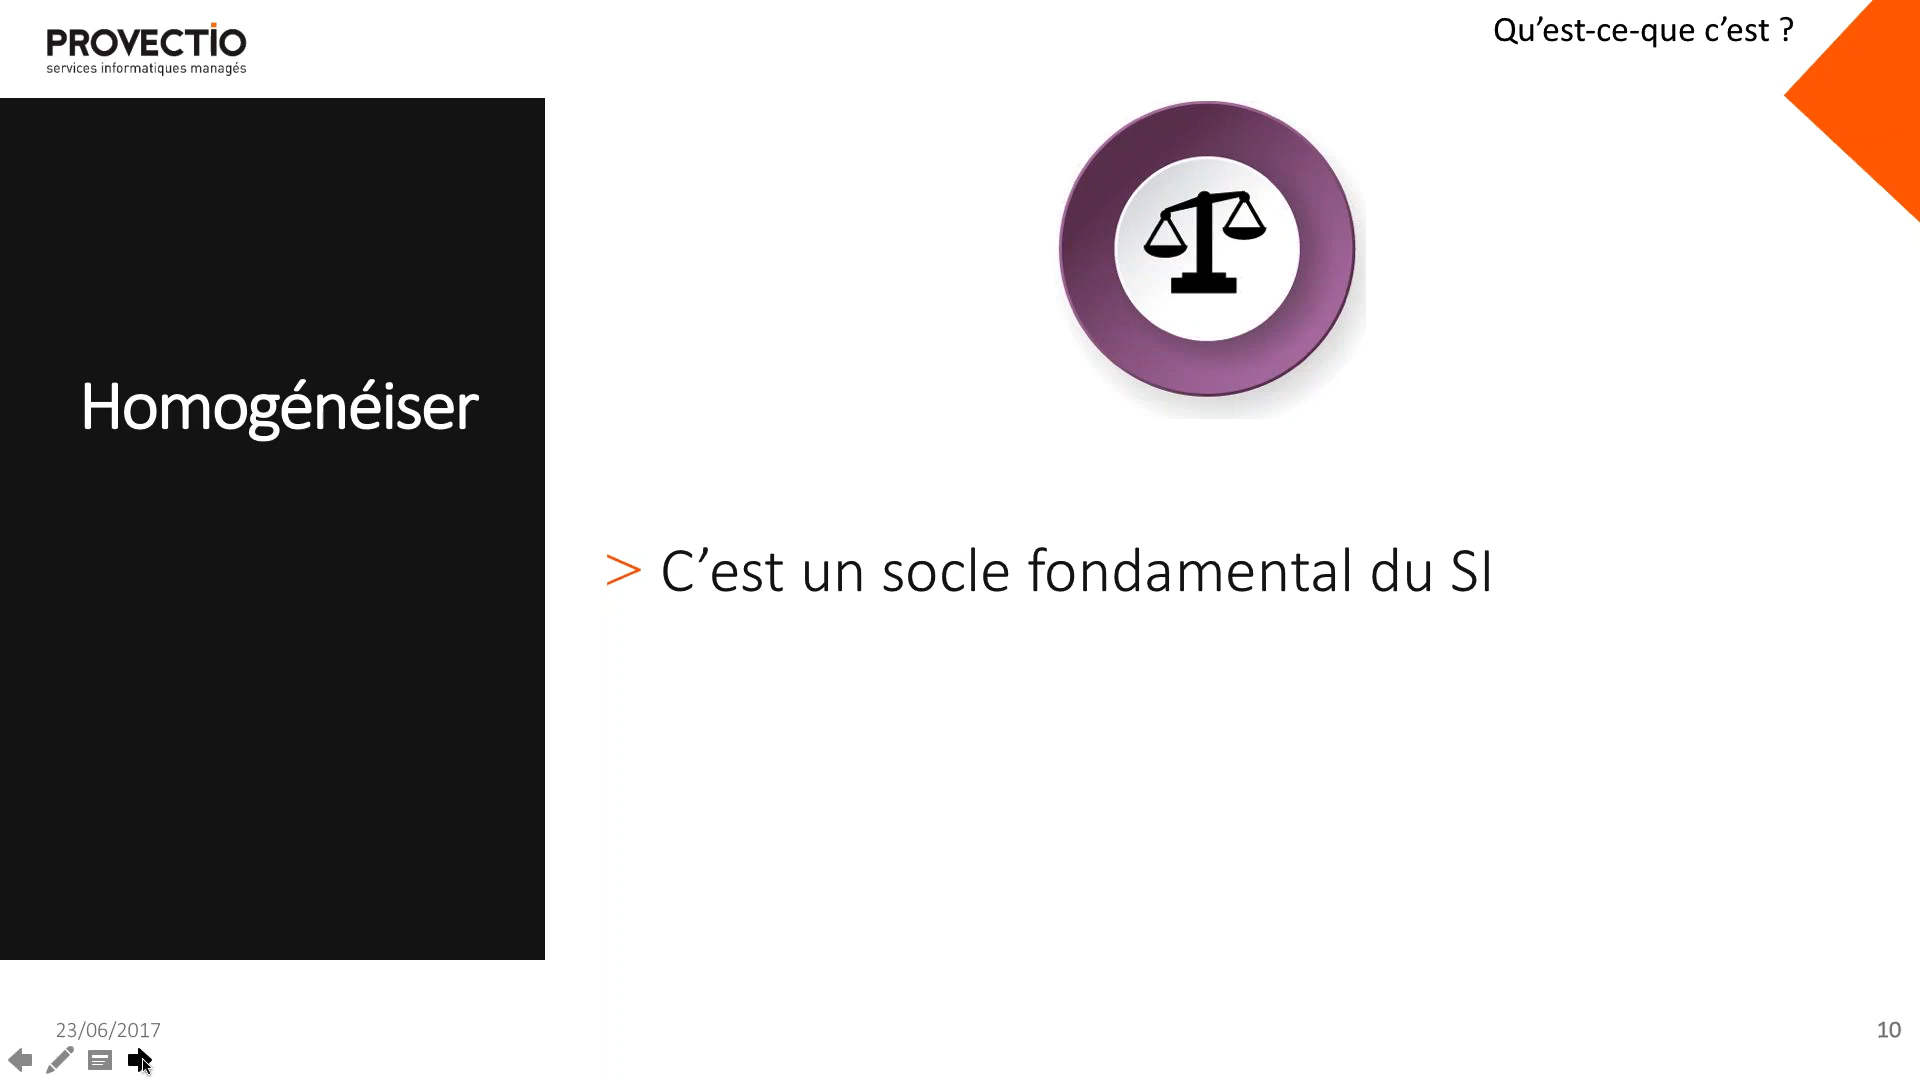 PROVECTIO
services informatiques managés
Qu’est-ce-que c’est ?
Homogénéiser
> C’est un socle fondamental du SI
23/06/2017
10